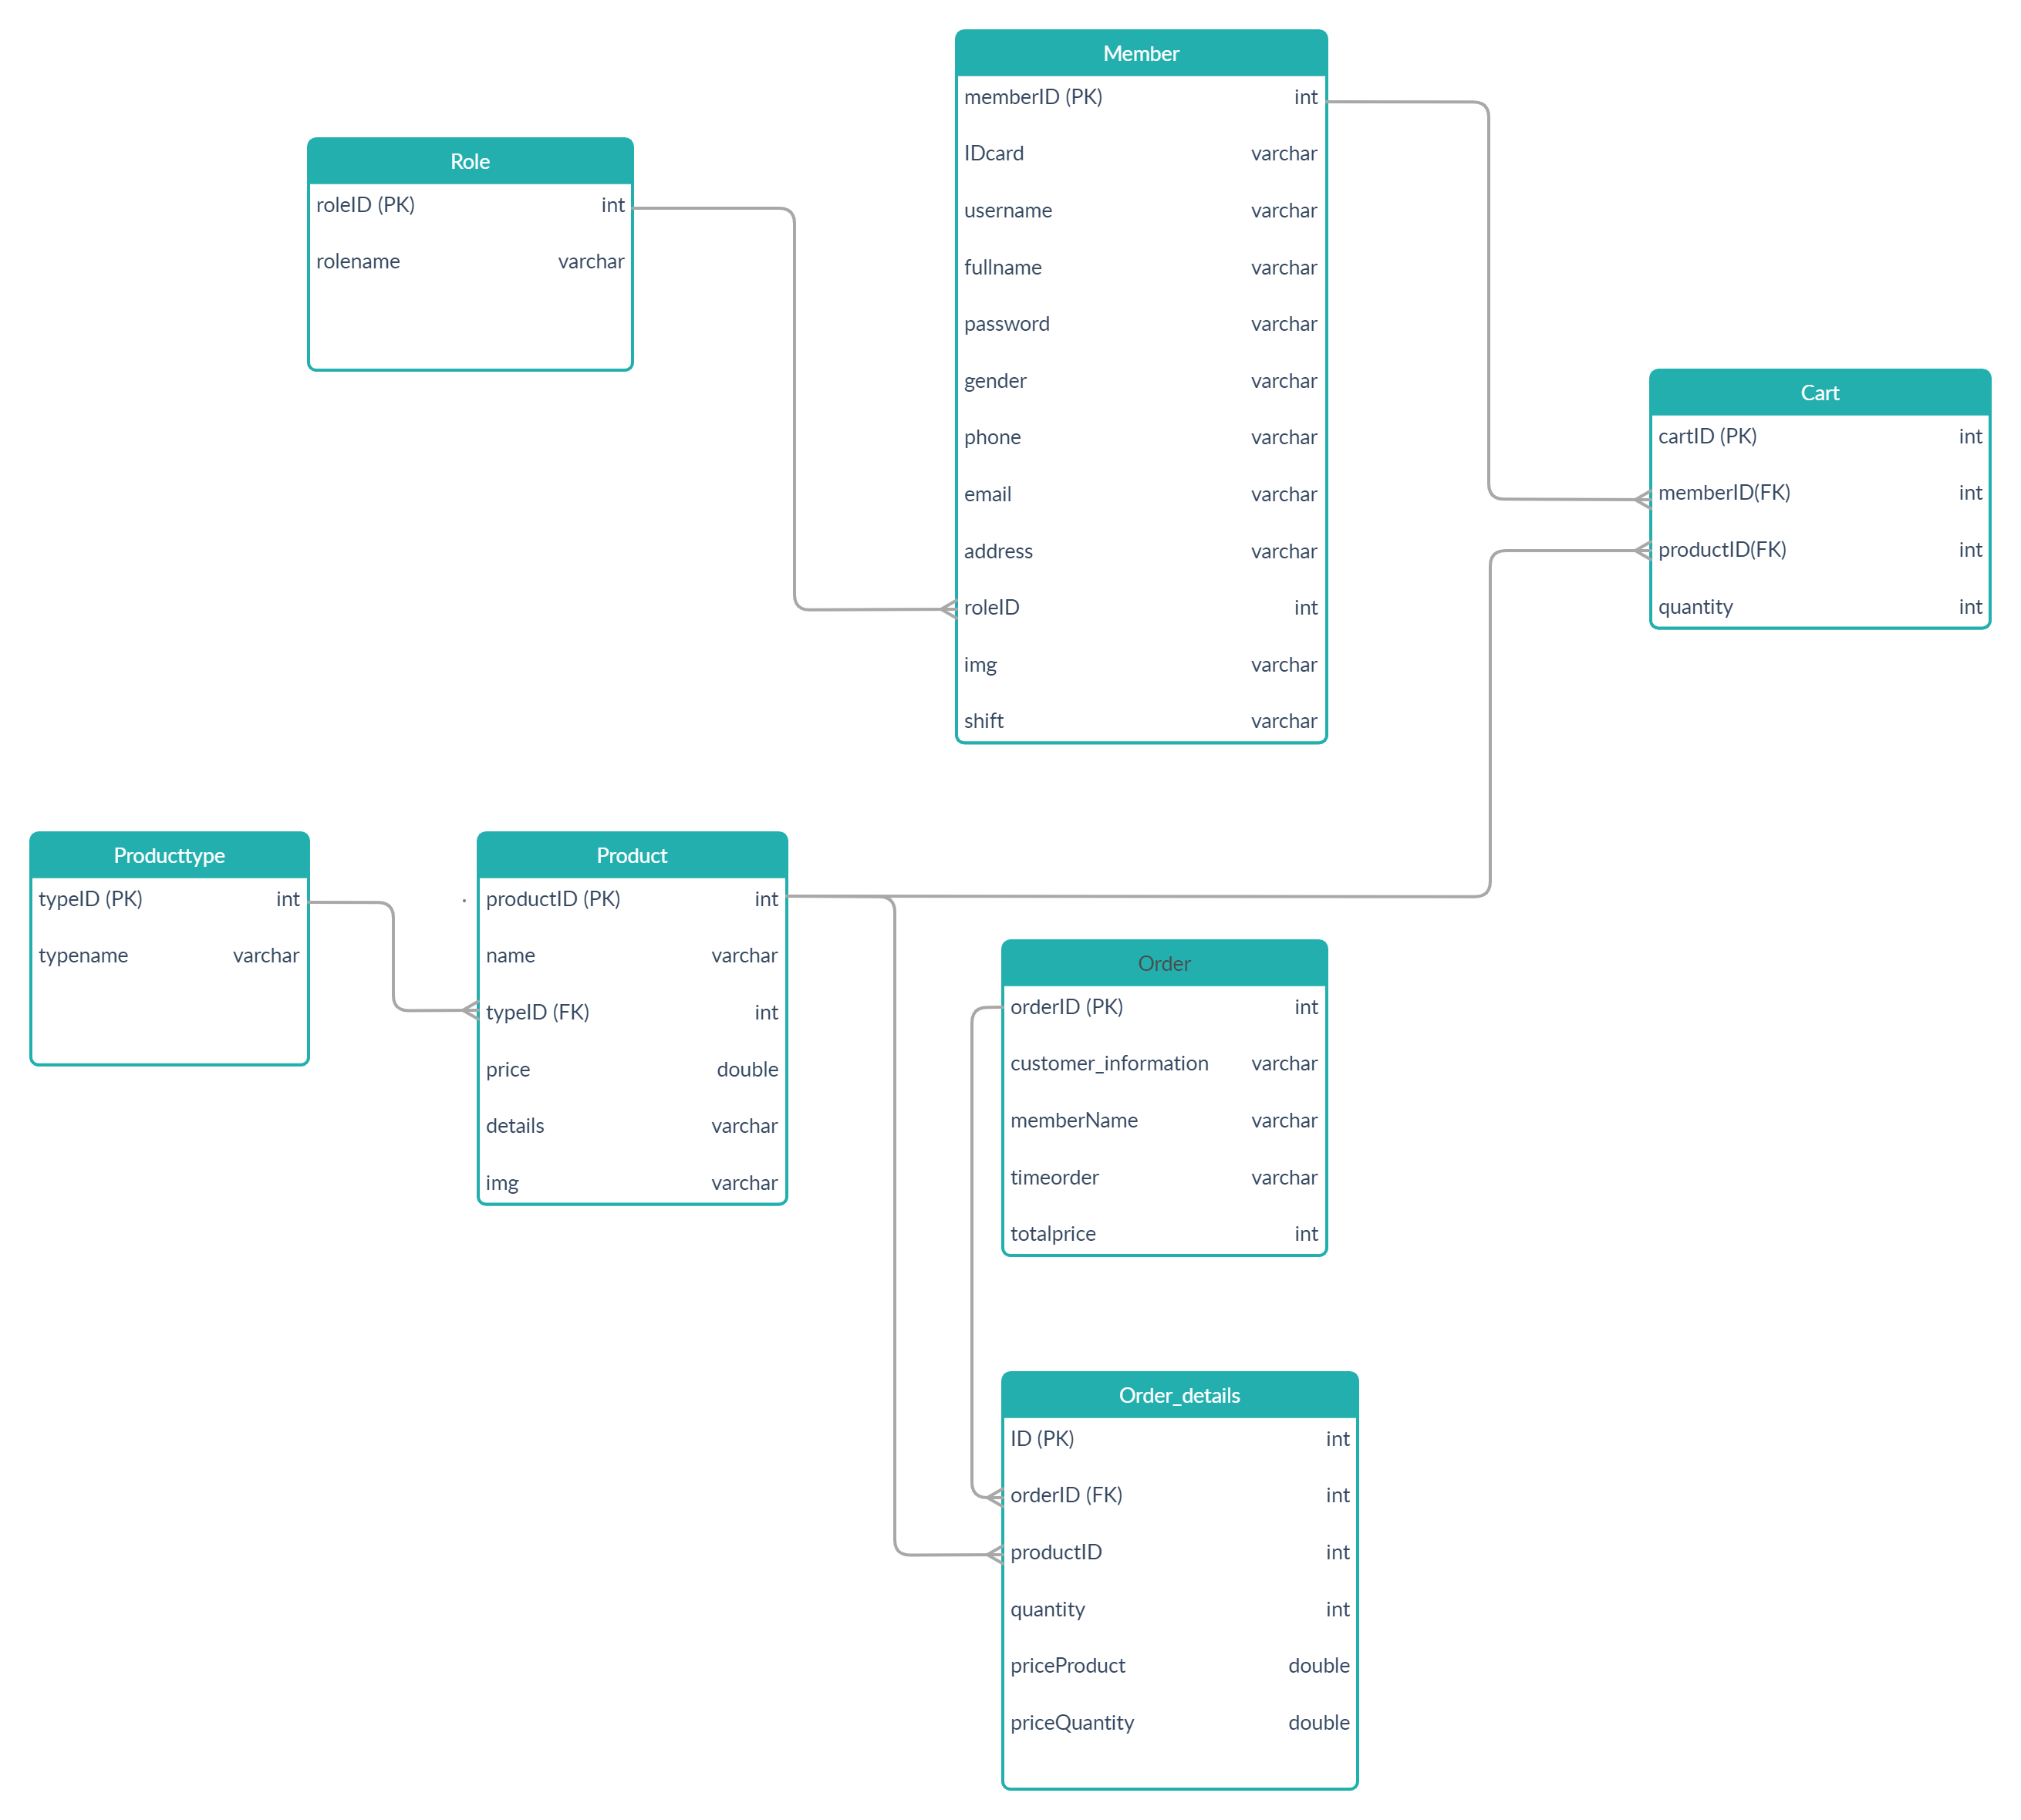 Member
memberID (PK) int
IDcard varchar
username varchar
fullname varchar
password varchar
gender varchar
phone varchar
email varchar
address varchar
roleID int
img varchar
shift varchar
Role
roleID (PK) int
rolename varchar
Cart
cartID (PK) int
memberID(FK) int
productID(FK) int
quantity int
Producttype
typeID (PK) int
typename varchar
Product
productID (PK) int
name varchar
typeID (FK) int
price double
details varchar
img varchar
Order
orderID (PK) int
customer_information varchar
memberName varchar
timeorder varchar
totalprice int
Order_details
ID (PK) int
orderID (FK) int
productID int
quantity int
priceProduct double
priceQuantity double